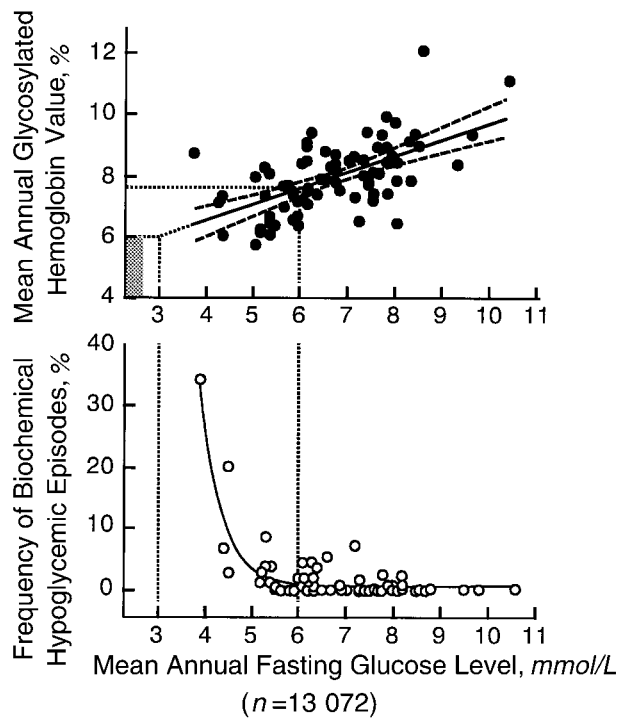 Mean Annual Glycosylated
Hemoglobin Value, %
12
10
8
6
4
3 4 5 6 7 8 9 10 11
Frequency of Biochemical
Hypoglycemic Episodes, %
40
30
20
10
0
3 4 5 6 7 8 9 10 11
Mean Annual Fasting Glucose Level, mmol/L
(n=13 072)